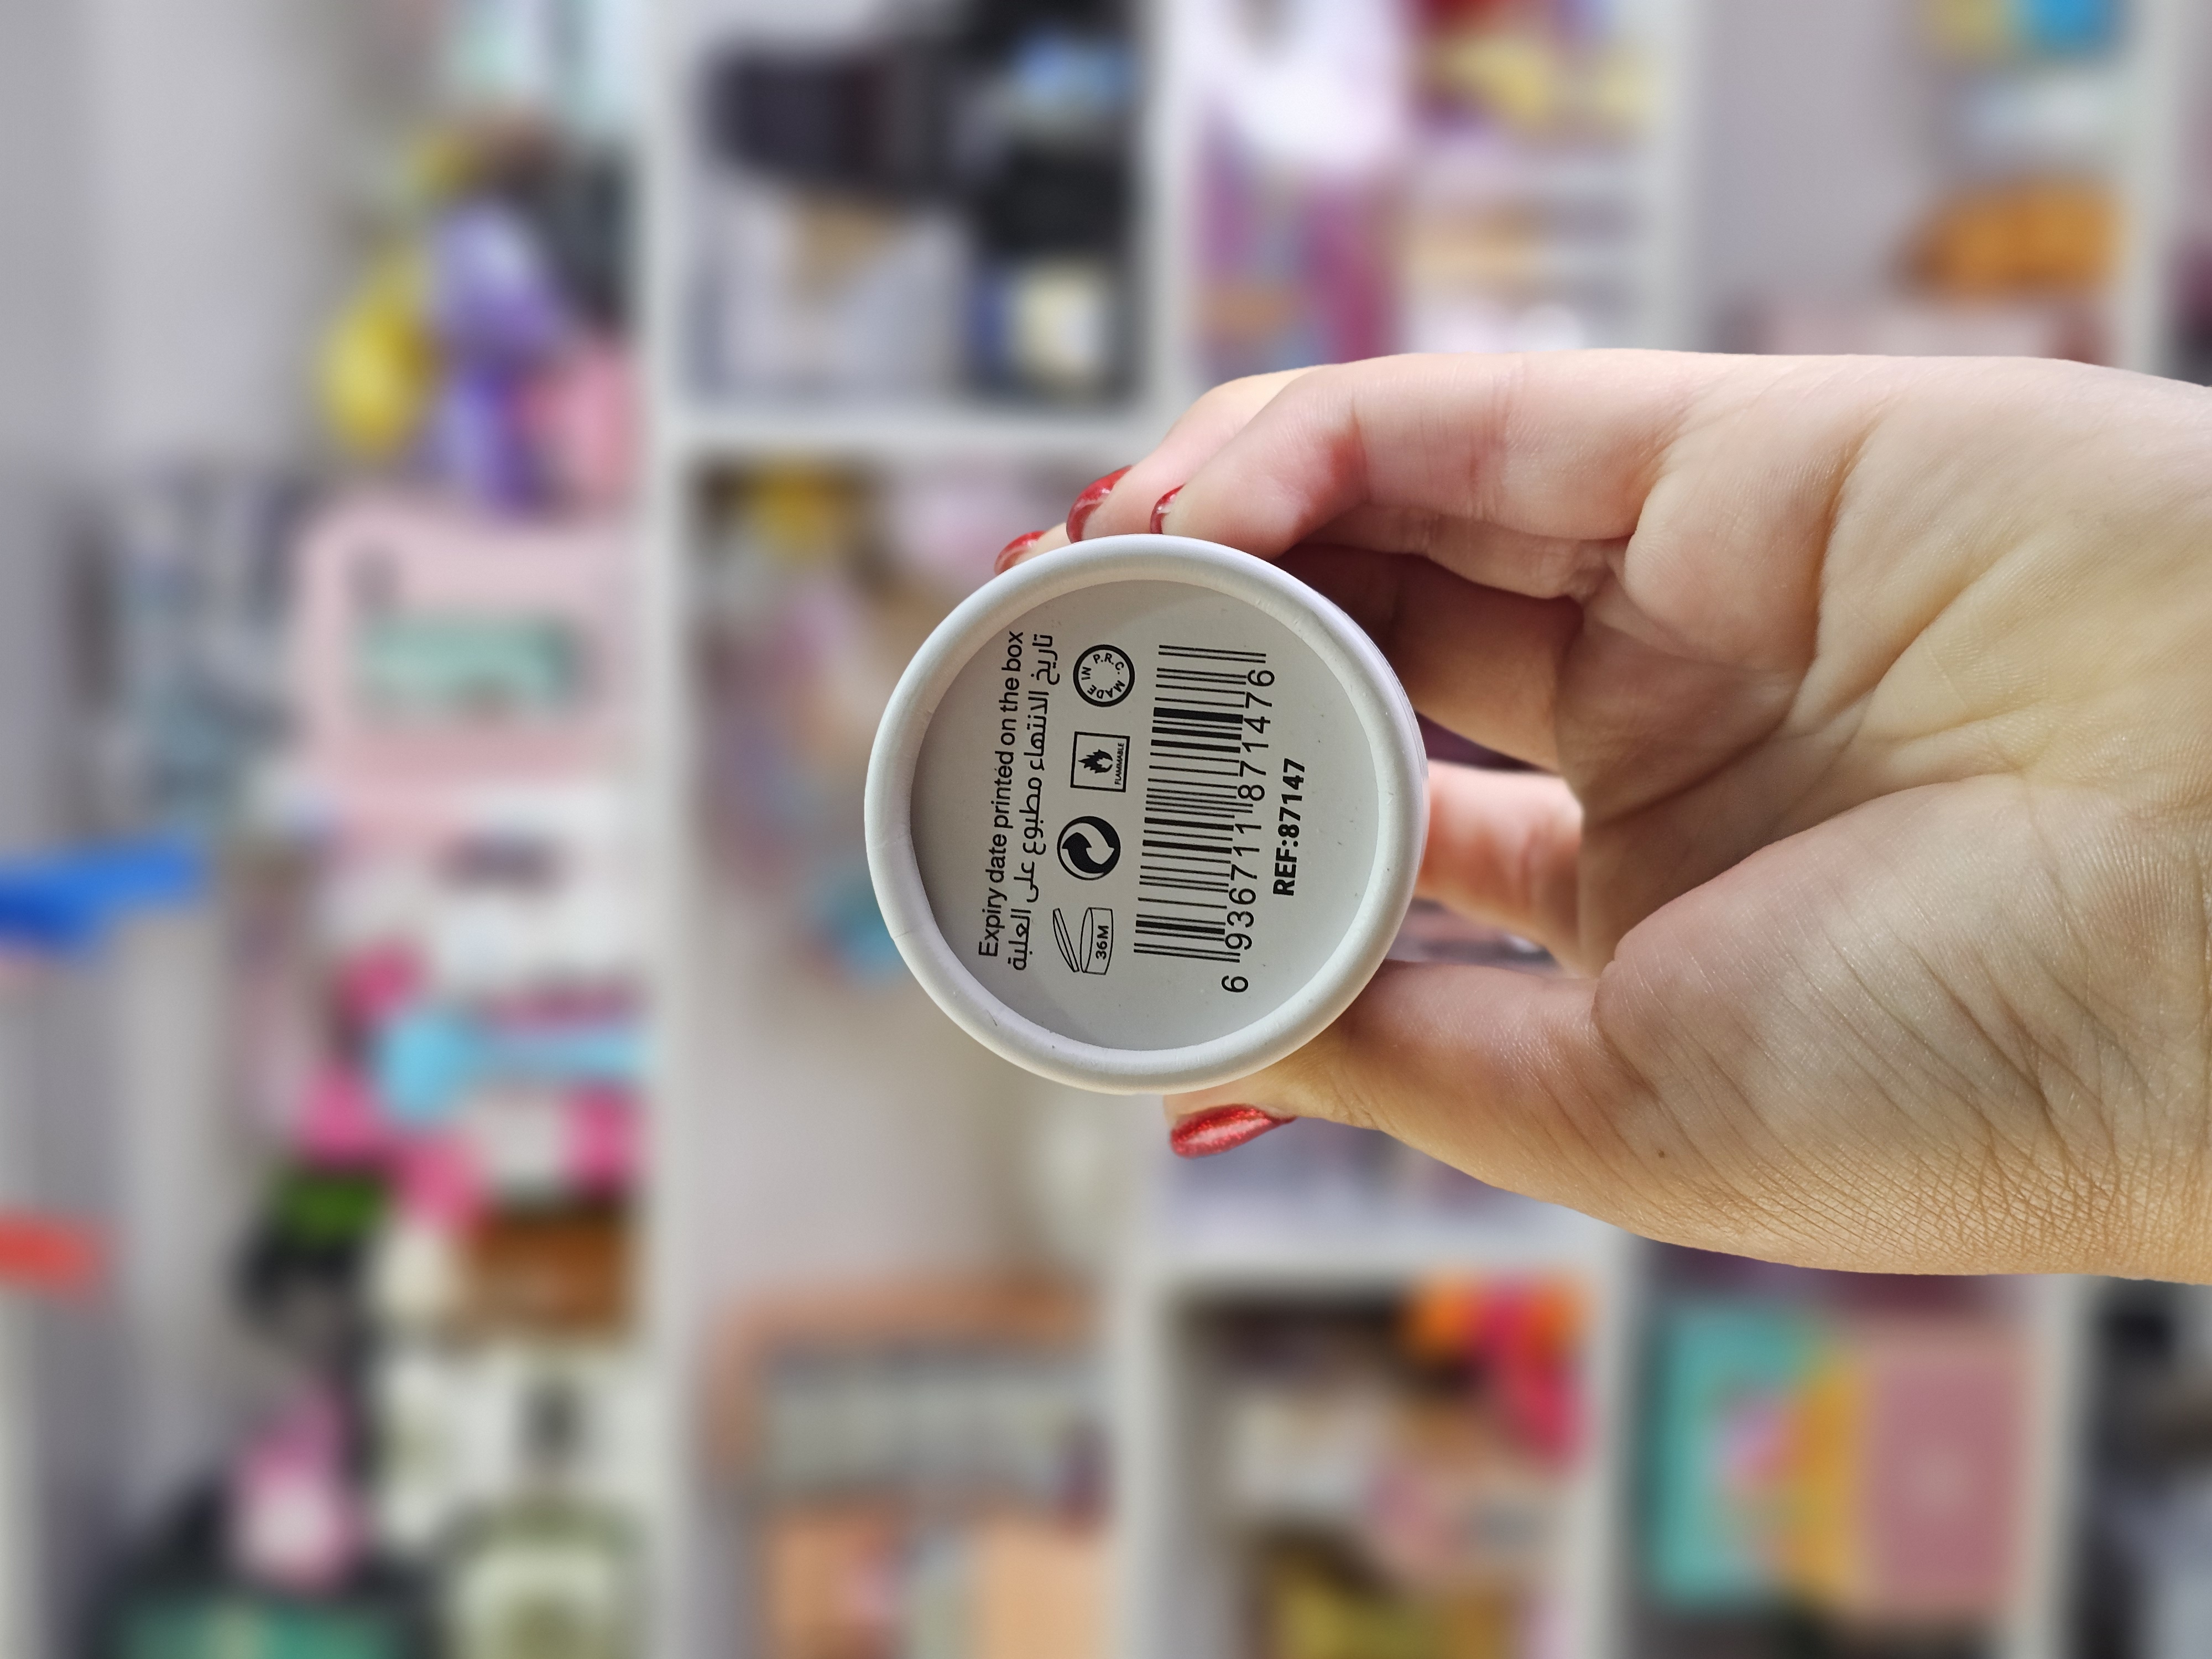 Expiry date printed on the box
تاريخ الانتهاء مطبوع على العلبة
36M
FLAMMABLE
MADE IN P.R.C.
6 936711 871476
REF:87147